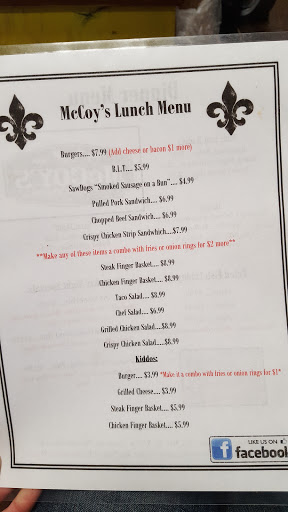 McCoy's Lunch Menu
Burgers.... $7.99 (Add cheese or bacon $1 more)
B.L.T.... $5.99
SawDogs "Smoked Sausage on a Bun".... $4.99
Pulled Pork Sandwich.... $6.99
Chopped Beef Sandwich.... $6.99
Crispy Chicken Strip Sandwhich....$7.99
**Make any of these items a combo with fries or onion rings for $2 more**
Steak Finger Basket.... $8.99
Chicken Finger Basket.... $8.99
Taco Salad.... $8.99
Chef Salad.... $6.99
Grilled Chicken Salad....$8.99
Crispy Chicken Salad....$8.99
Kiddos:
Burger.... $3.99 *Make it a combo with fries or onion rings for $1*
Grilled Cheese.... $3.99
Steak Finger Basket.... $5.99
Chicken Finger Basket.... $5.99
LIKE US ON
f facebook